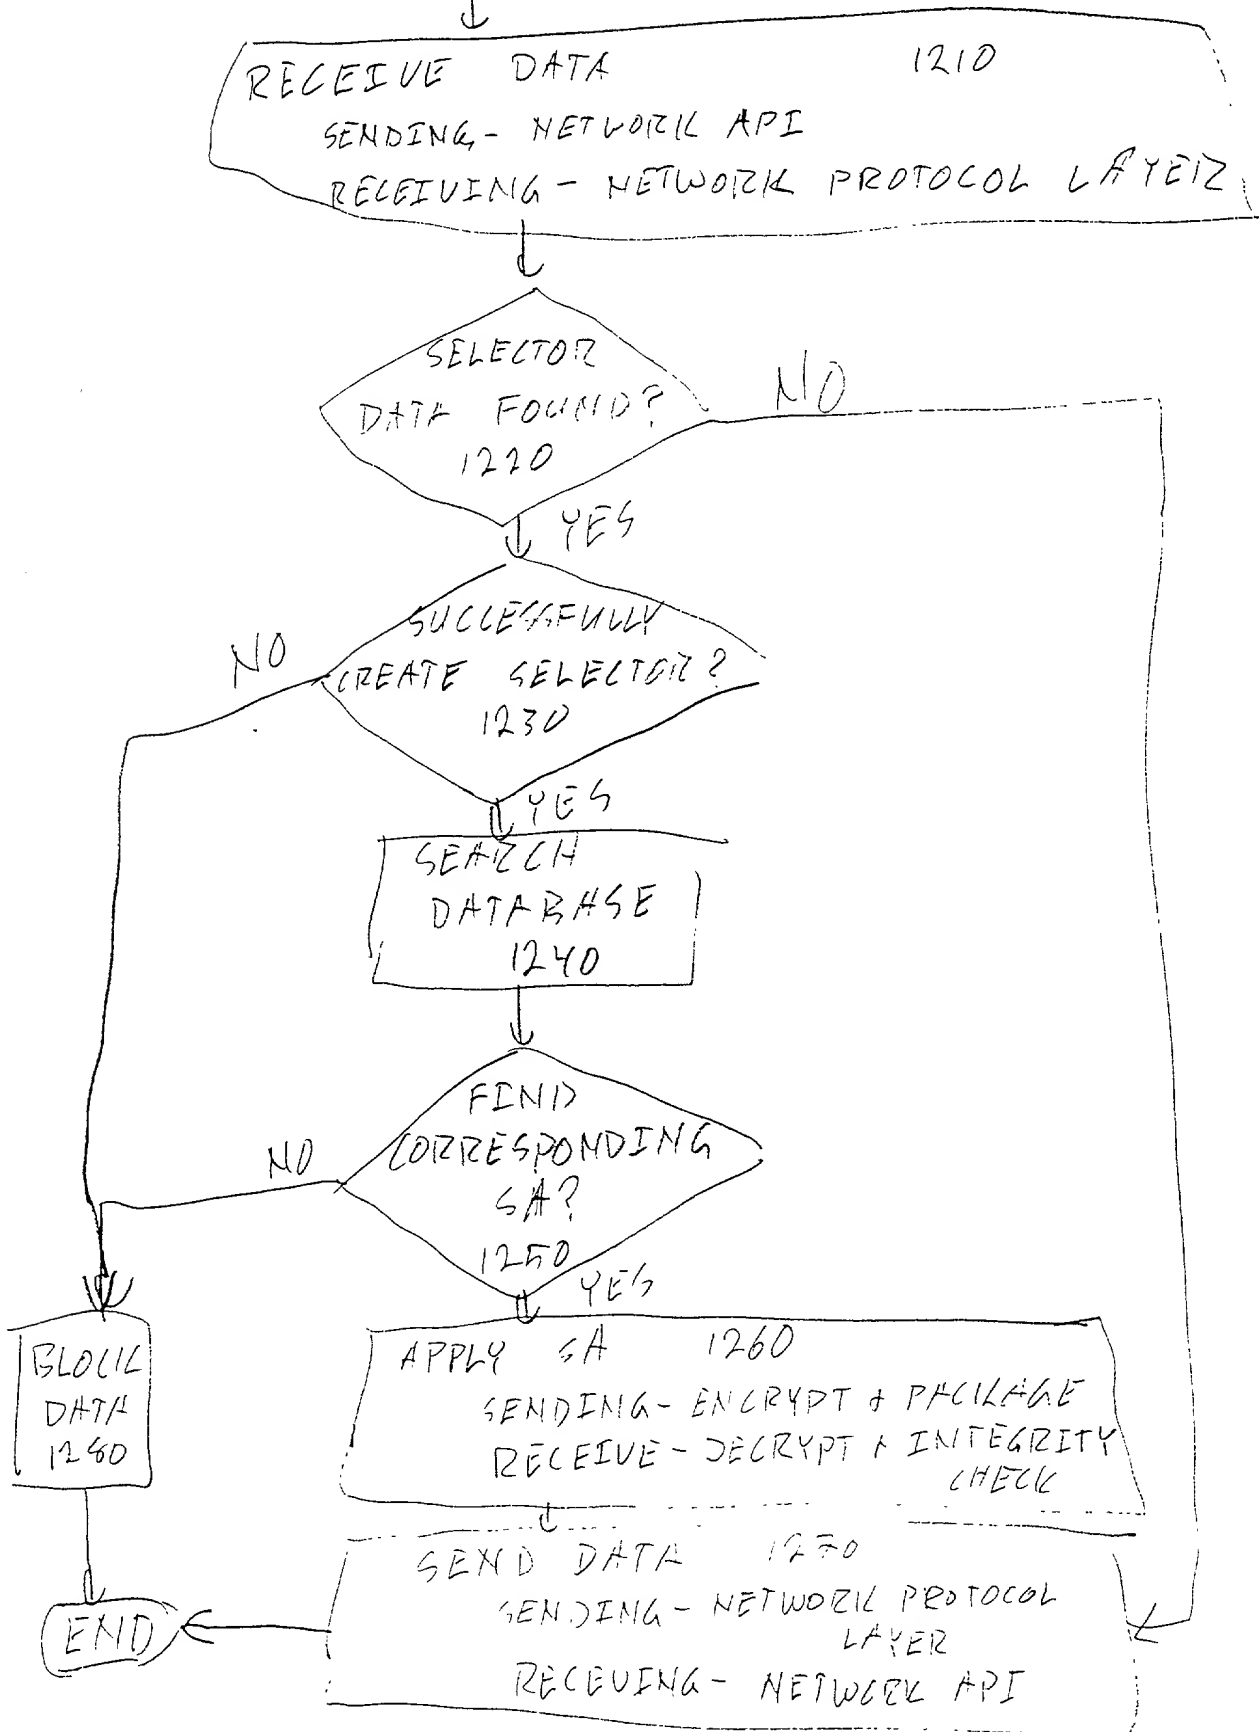 RECEIVE DATA 1210
SENDING - NETWORK API
RECEIVING - NETWORK PROTOCOL LAYER
SELECTOR
DATA FOUND?
1220
NO
YES
SUCCESSFULLY
CREATE SELECTOR?
1230
NO
YES
SEARCH
DATABASE
1240
FIND
CORRESPONDING
SA?
1250
NO
YES
BLOCK
DATA
1280
APPLY SA 1260
SENDING - ENCRYPT & PACKAGE
RECEIVE - DECRYPT & INTEGRITY
CHECK
SEND DATA 1270
SENDING - NETWORK PROTOCOL
LAYER
RECEVING - NETWORK API
END